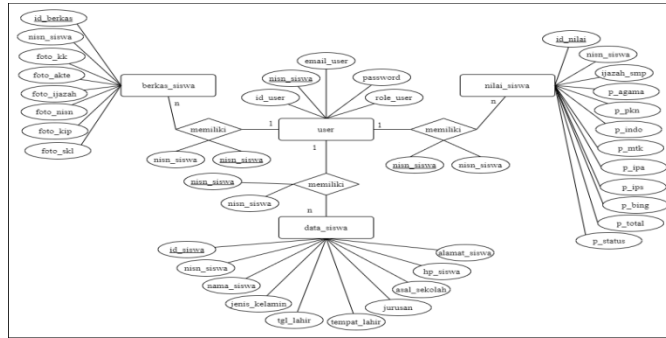 id_berkas
nisn_siswa
foto_kk
foto_akte
foto_ijazah
foto_nisn
foto_kip
foto_skl
berkas_siswa
n
memiliki
nisn_siswa
nisn_siswa
1
email_user
nisn_siswa
password
id_user
role_user
user
1
1
memiliki
nisn_siswa
nisn_siswa
n
nilai_siswa
id_nilai
nisn_siswa
ijazah_smp
p_agama
p_pkn
p_indo
p_mtk
p_ipa
p_ips
p_bing
p_total
p_status
nisn_siswa
nisn_siswa
memiliki
n
data_siswa
id_siswa
nisn_siswa
nama_siswa
jenis_kelamin
tgl_lahir
tempat_lahir
jurusan
asal_sekolah
hp_siswa
alamat_siswa